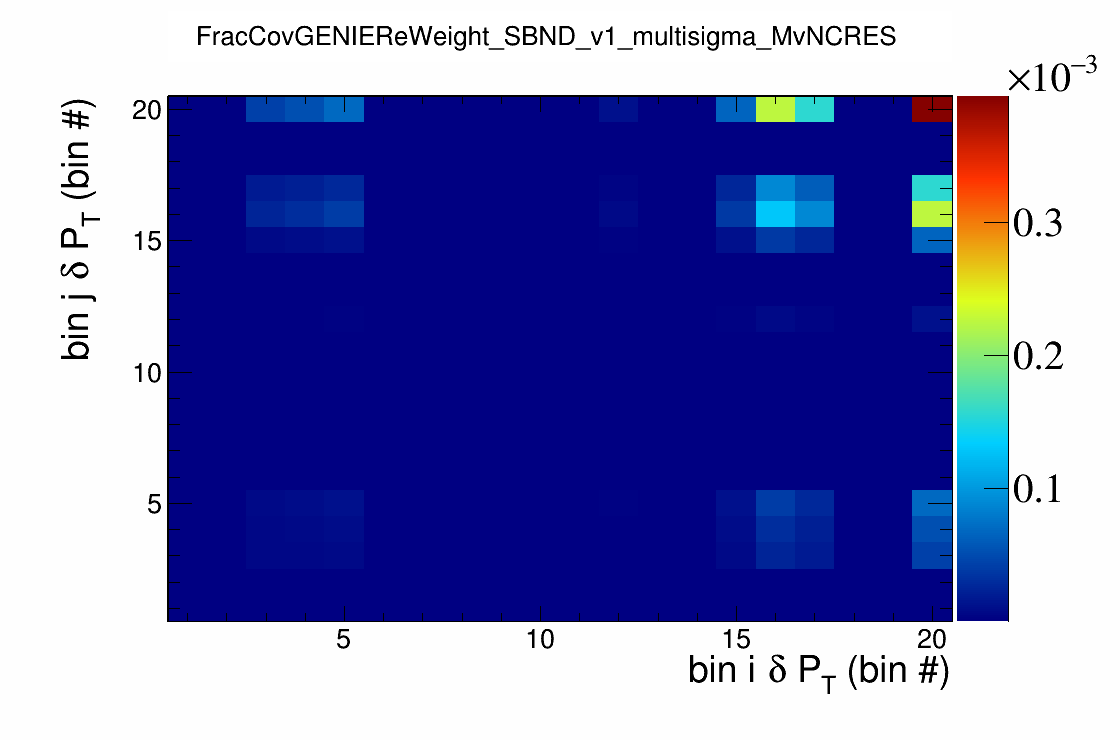 FracCovGENIEReWeight_SBND_v1_multisigma_MvNCRES
×10⁻³
bin j δ P_T (bin #)
20
15
10
5
0.3
0.2
0.1
5 10 15 20
bin i δ P_T (bin #)